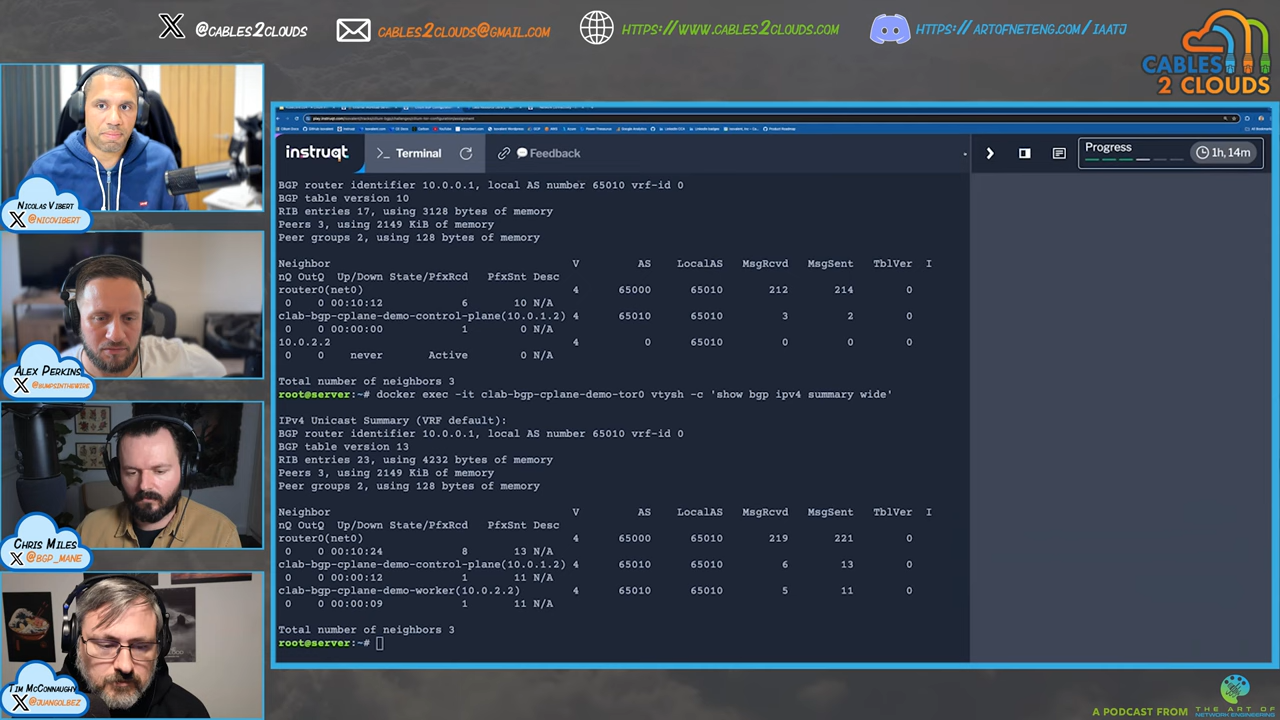 @CABLES2CLOUDS
CABLES2CLOUDS@GMAIL.COM
HTTPS://WWW.CABLES2CLOUDS.COM
HTTPS://ARTOFNETENG.COM/IAATJ
CABLES
2 CLOUDS
NICOLAS VIBERT
@NICOVIBERT
ALEX PERKINS
@BUMPSINTHEWIRE
CHRIS MILES
@BGP_MANE
TIM MCCONNAUGHY
@JUANGOLBEZ
instruqt
>_ Terminal
Feedback
Progress
1h, 14m
BGP router identifier 10.0.0.1, local AS number 65010 vrf-id 0
BGP table version 10
RIB entries 17, using 3128 bytes of memory
Peers 3, using 2149 KiB of memory
Peer groups 2, using 128 bytes of memory
Neighbor V AS LocalAS MsgRcvd MsgSent TblVer I
nQ OutQ Up/Down State/PfxRcd PfxSnt Desc
router0(net0) 4 65000 65010 212 214 0
0 0 00:10:12 6 10 N/A
clab-bgp-cplane-demo-control-plane(10.0.1.2) 4 65010 65010 3 2 0
0 0 00:00:00 1 0 N/A
10.0.2.2 4 0 65010 0 0 0
0 0 never Active 0 N/A
Total number of neighbors 3
root@server:~# docker exec -it clab-bgp-cplane-demo-tor0 vtysh -c 'show bgp ipv4 summary wide'
IPv4 Unicast Summary (VRF default):
BGP router identifier 10.0.0.1, local AS number 65010 vrf-id 0
BGP table version 13
RIB entries 23, using 4232 bytes of memory
Peers 3, using 2149 KiB of memory
Peer groups 2, using 128 bytes of memory
Neighbor V AS LocalAS MsgRcvd MsgSent TblVer I
nQ OutQ Up/Down State/PfxRcd PfxSnt Desc
router0(net0) 4 65000 65010 219 221 0
0 0 00:10:24 8 13 N/A
clab-bgp-cplane-demo-control-plane(10.0.1.2) 4 65010 65010 6 13 0
0 0 00:00:12 1 11 N/A
clab-bgp-cplane-demo-worker(10.0.2.2) 4 65010 65010 5 11 0
0 0 00:00:09 1 11 N/A
Total number of neighbors 3
root@server:~#
A PODCAST FROM
THE ART OF
NETWORK ENGINEERING